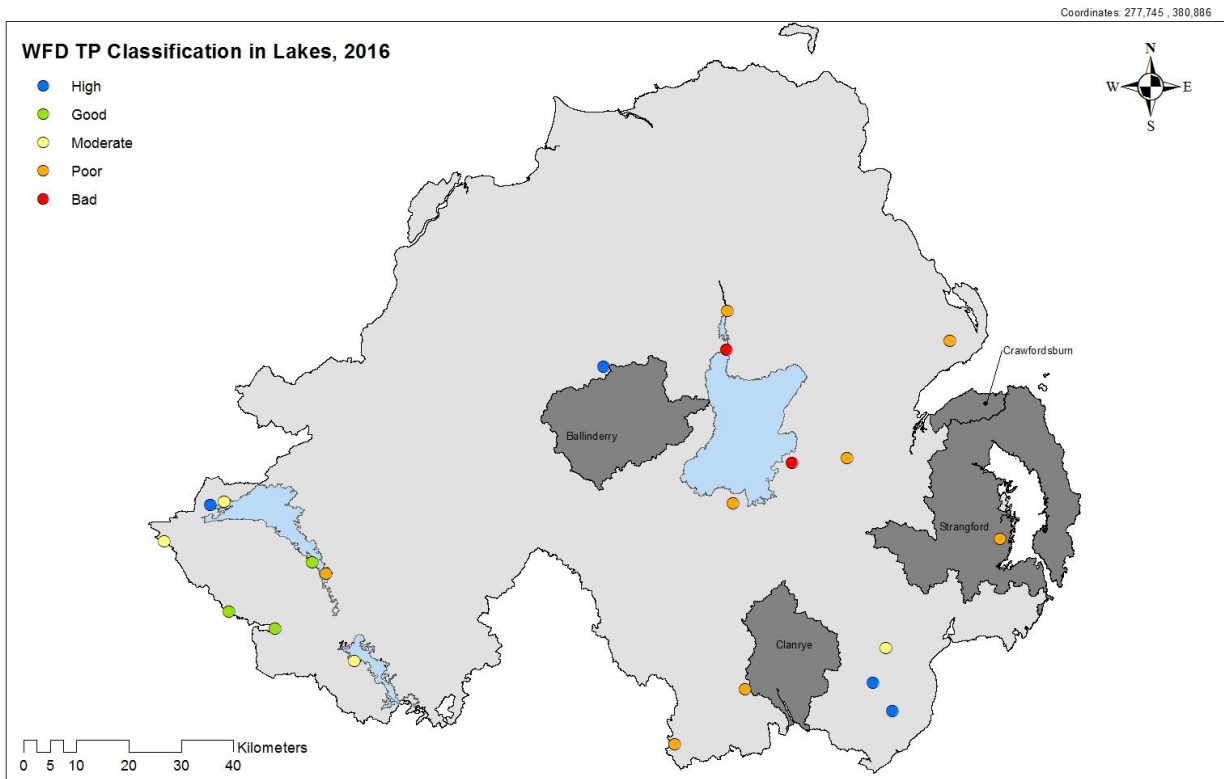 Coordinates: 277,745 , 380,886
WFD TP Classification in Lakes, 2016
High
Good
Moderate
Poor
Bad
N
W E
S
Crawfordsburn
Ballinderry
Strangford
Clanrye
Kilometers
0 5 10 20 30 40